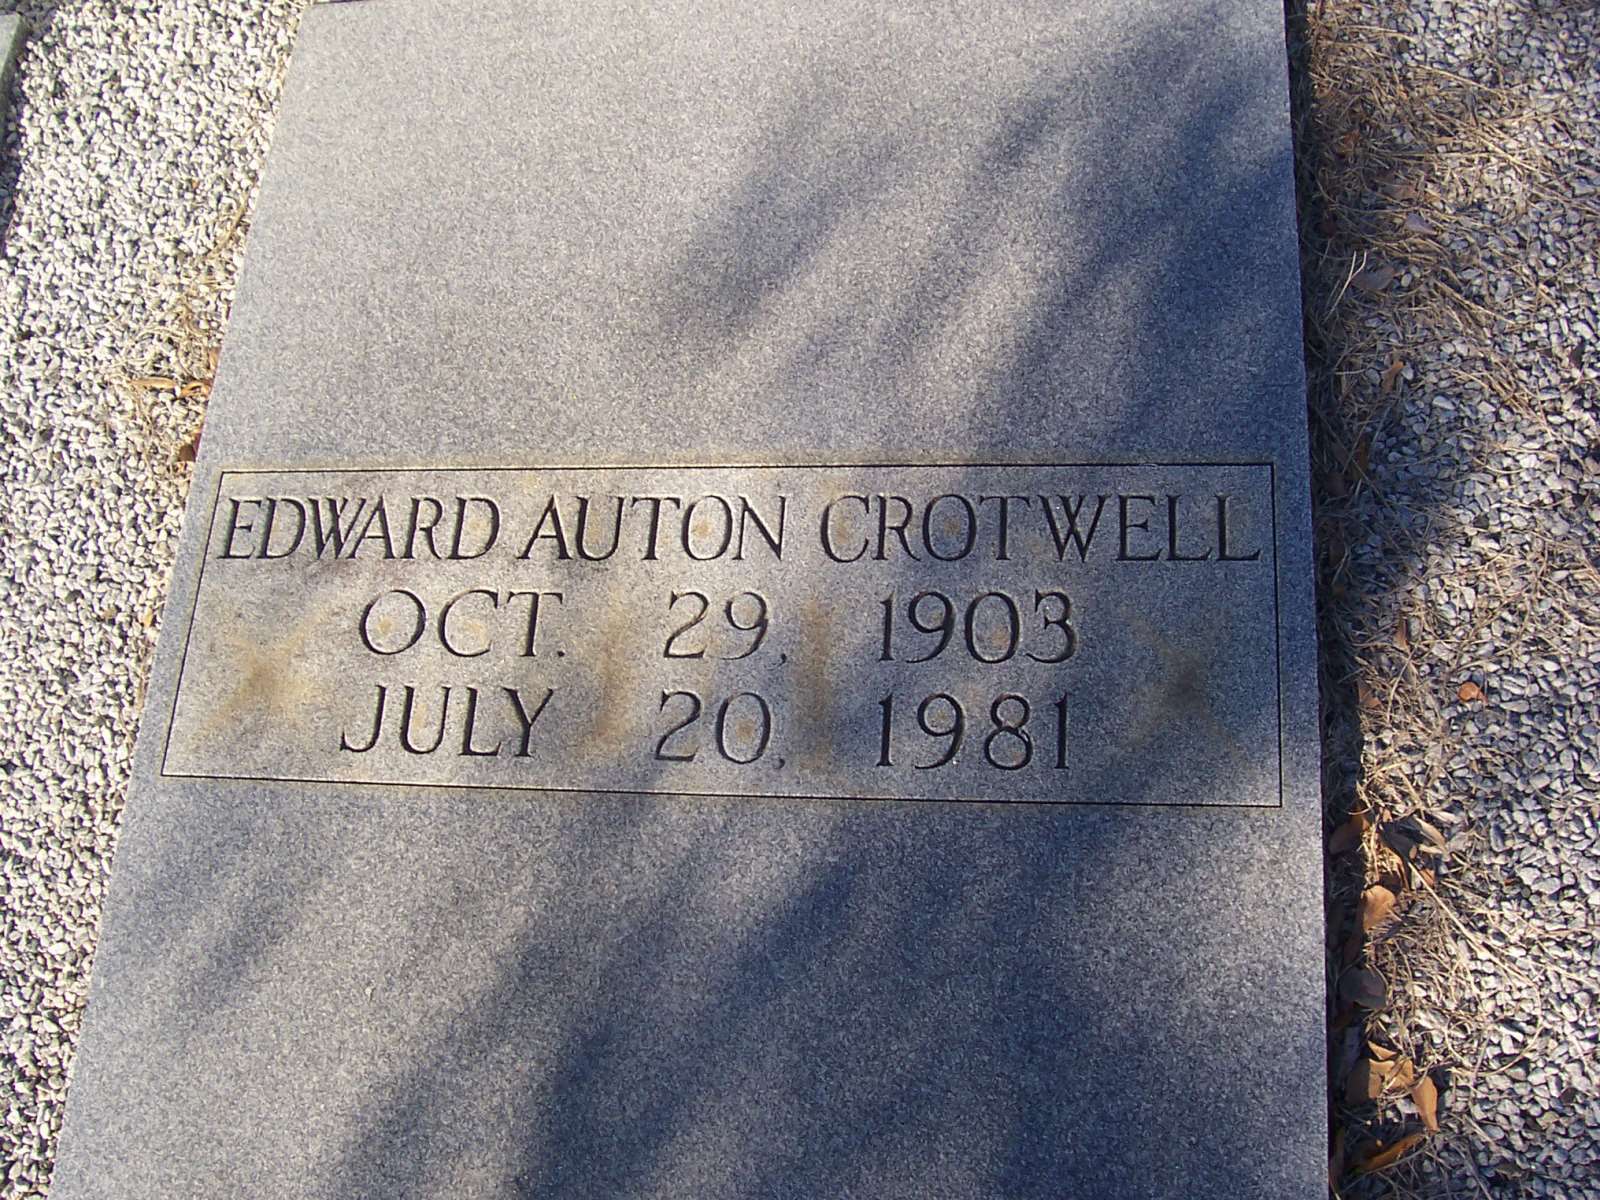 EDWARD AUTON CROTWELL
OCT. 29, 1903
JULY 20, 1981